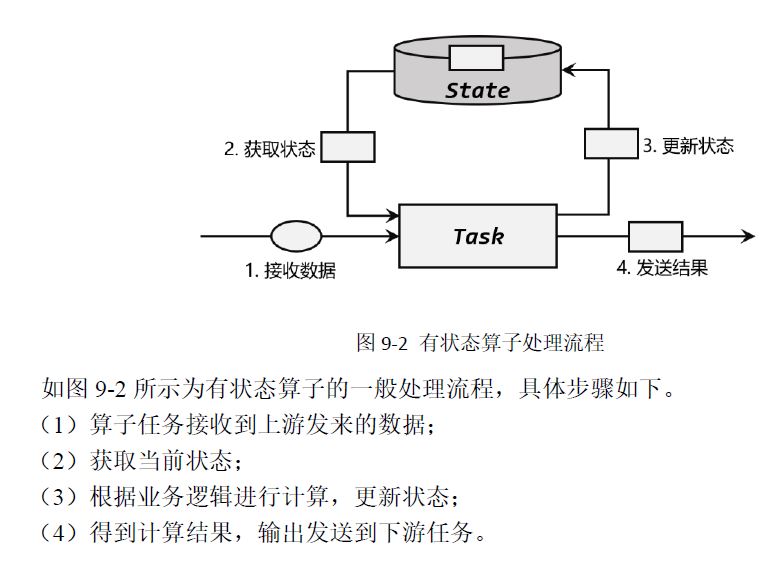 State
2. 获取状态
3. 更新状态
Task
1. 接收数据
4. 发送结果
图 9-2 有状态算子处理流程
如图 9-2 所示为有状态算子的一般处理流程，具体步骤如下。
（1）算子任务接收到上游发来的数据；
（2）获取当前状态；
（3）根据业务逻辑进行计算，更新状态；
（4）得到计算结果，输出发送到下游任务。